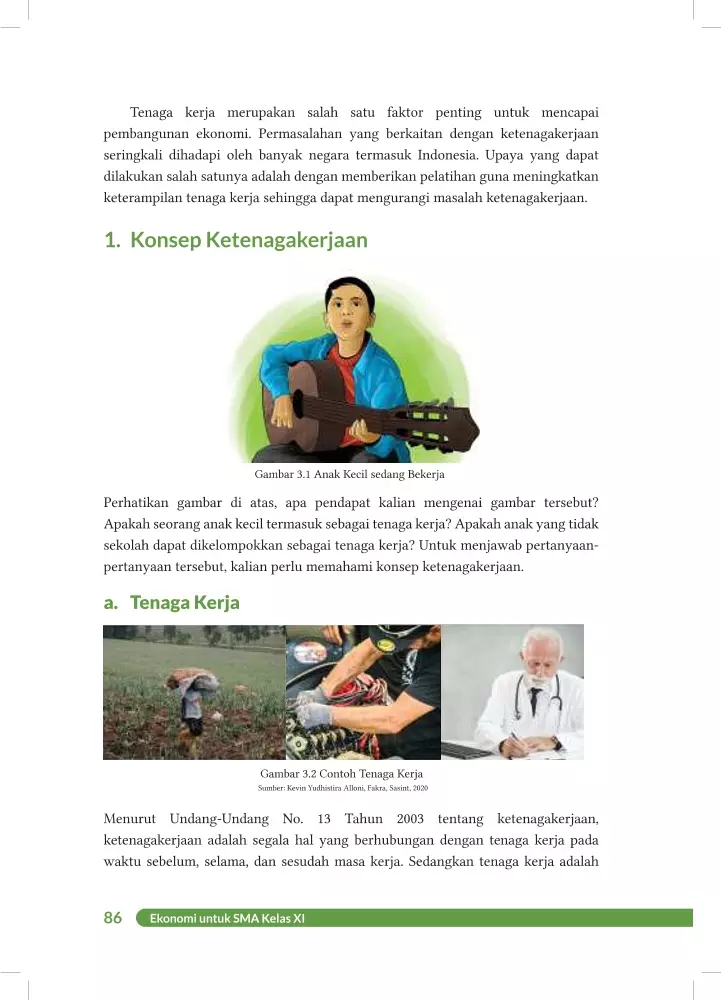 Tenaga kerja merupakan salah satu faktor penting untuk mencapai
pembangunan ekonomi. Permasalahan yang berkaitan dengan ketenagakerjaan
seringkali dihadapi oleh banyak negara termasuk Indonesia. Upaya yang dapat
dilakukan salah satunya adalah dengan memberikan pelatihan guna meningkatkan
keterampilan tenaga kerja sehingga dapat mengurangi masalah ketenagakerjaan.
1. Konsep Ketenagakerjaan
Gambar 3.1 Anak Kecil sedang Bekerja
Perhatikan gambar di atas, apa pendapat kalian mengenai gambar tersebut?
Apakah seorang anak kecil termasuk sebagai tenaga kerja? Apakah anak yang tidak
sekolah dapat dikelompokkan sebagai tenaga kerja? Untuk menjawab pertanyaan-
pertanyaan tersebut, kalian perlu memahami konsep ketenagakerjaan.
a. Tenaga Kerja
Gambar 3.2 Contoh Tenaga Kerja
Sumber: Kevin Yudhistira Alloni, Fakra, Sasint, 2020
Menurut Undang-Undang No. 13 Tahun 2003 tentang ketenagakerjaan,
ketenagakerjaan adalah segala hal yang berhubungan dengan tenaga kerja pada
waktu sebelum, selama, dan sesudah masa kerja. Sedangkan tenaga kerja adalah
86 Ekonomi untuk SMA Kelas XI